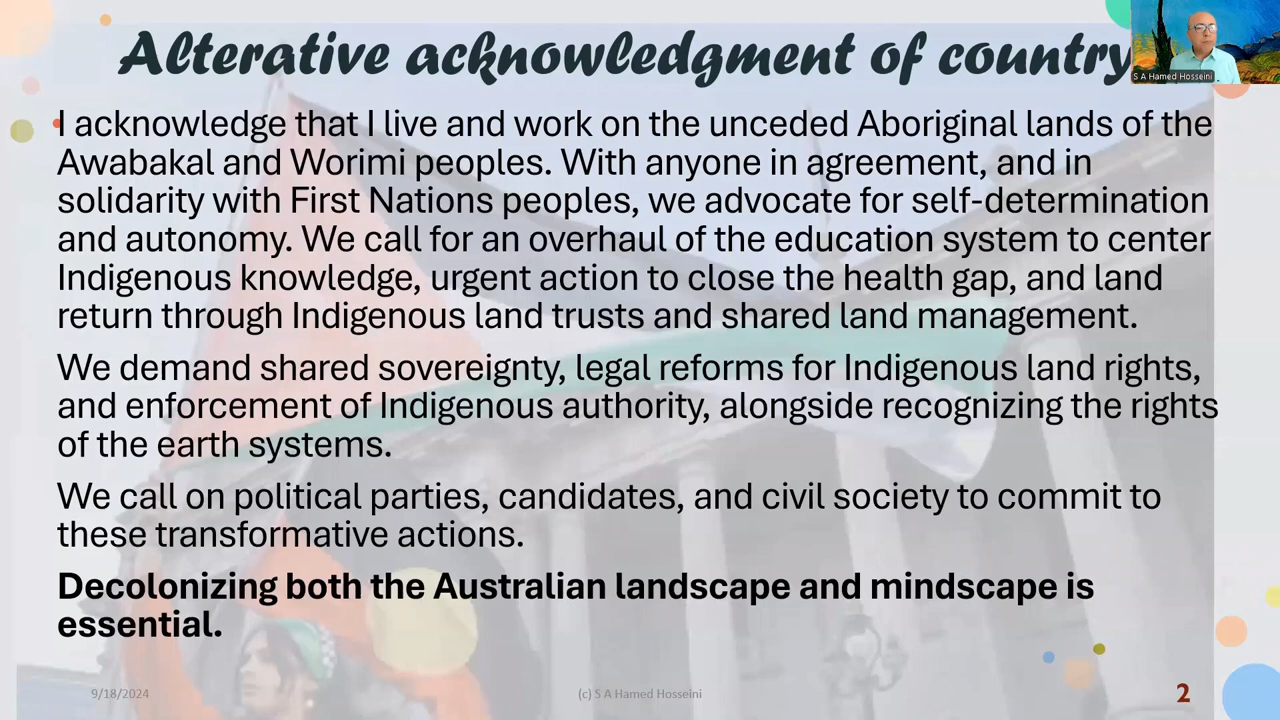 Alterative acknowledgment of country
S A Hamed Hosseini
I acknowledge that I live and work on the unceded Aboriginal lands of the
Awabakal and Worimi peoples. With anyone in agreement, and in
solidarity with First Nations peoples, we advocate for self-determination
and autonomy. We call for an overhaul of the education system to center
Indigenous knowledge, urgent action to close the health gap, and land
return through Indigenous land trusts and shared land management.
We demand shared sovereignty, legal reforms for Indigenous land rights,
and enforcement of Indigenous authority, alongside recognizing the rights
of the earth systems.
We call on political parties, candidates, and civil society to commit to
these transformative actions.
Decolonizing both the Australian landscape and mindscape is
essential.
9/18/2024
(c) S A Hamed Hosseini
2